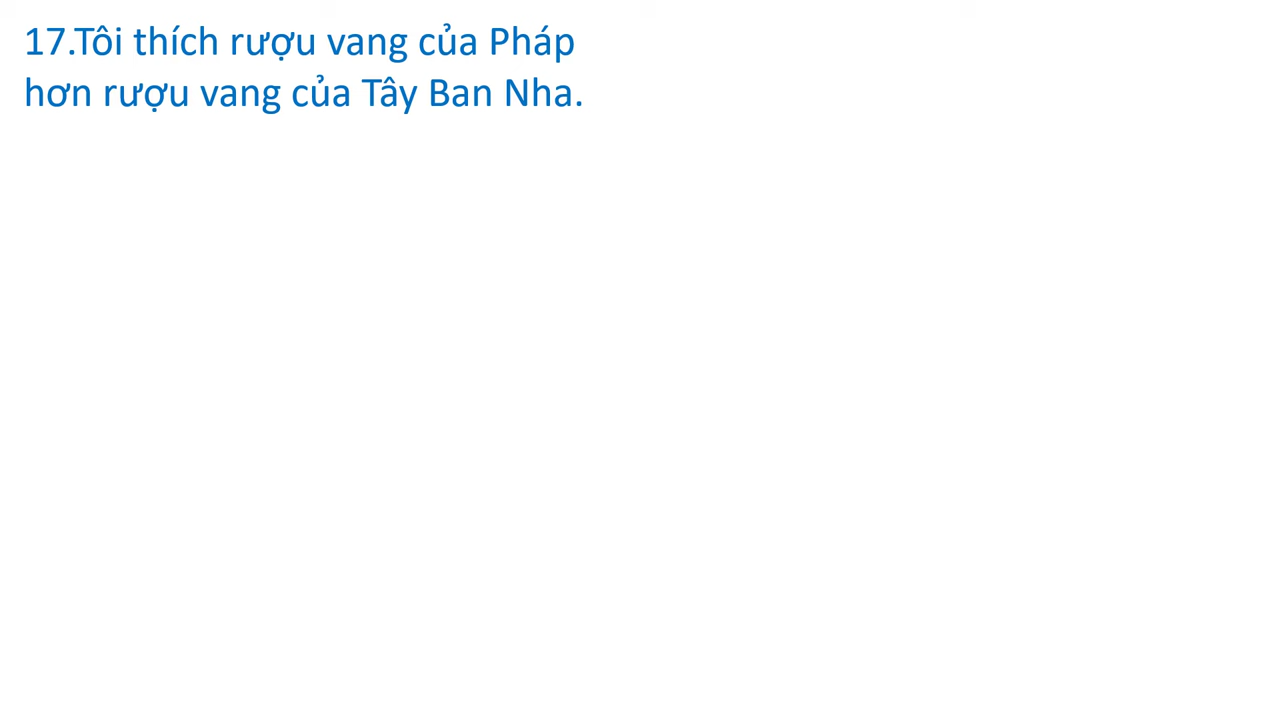 17.Tôi thích rượu vang của Pháp
hơn rượu vang của Tây Ban Nha.